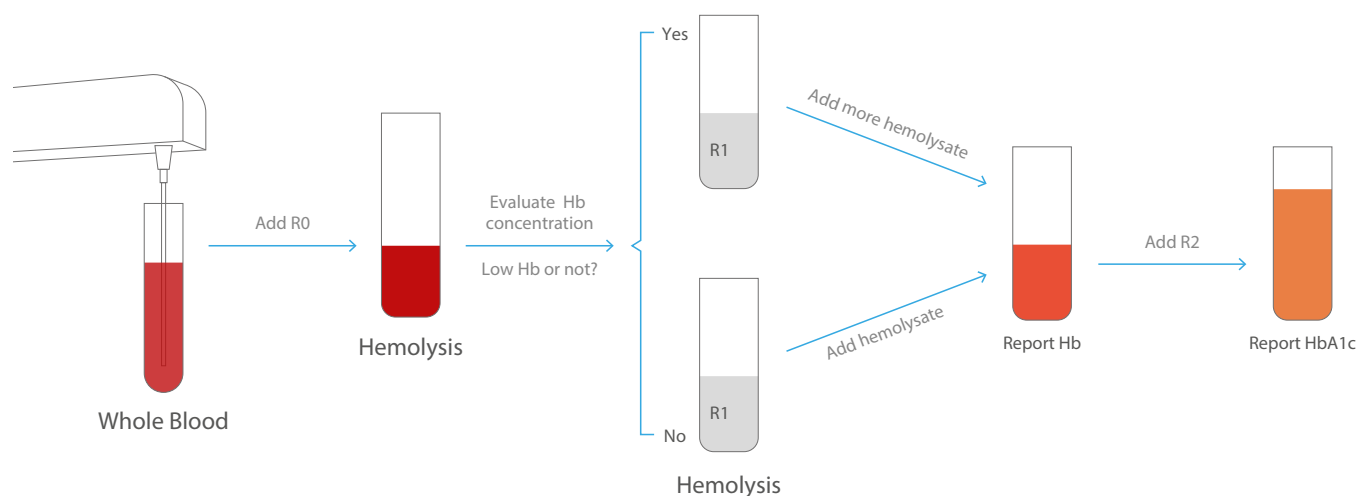 Whole Blood
Add R0
Hemolysis
Evaluate Hb
concentration
Low Hb or not?
Yes
R1
Add more hemolysate
No
R1
Hemolysis
Add hemolysate
Report Hb
Add R2
Report HbA1c